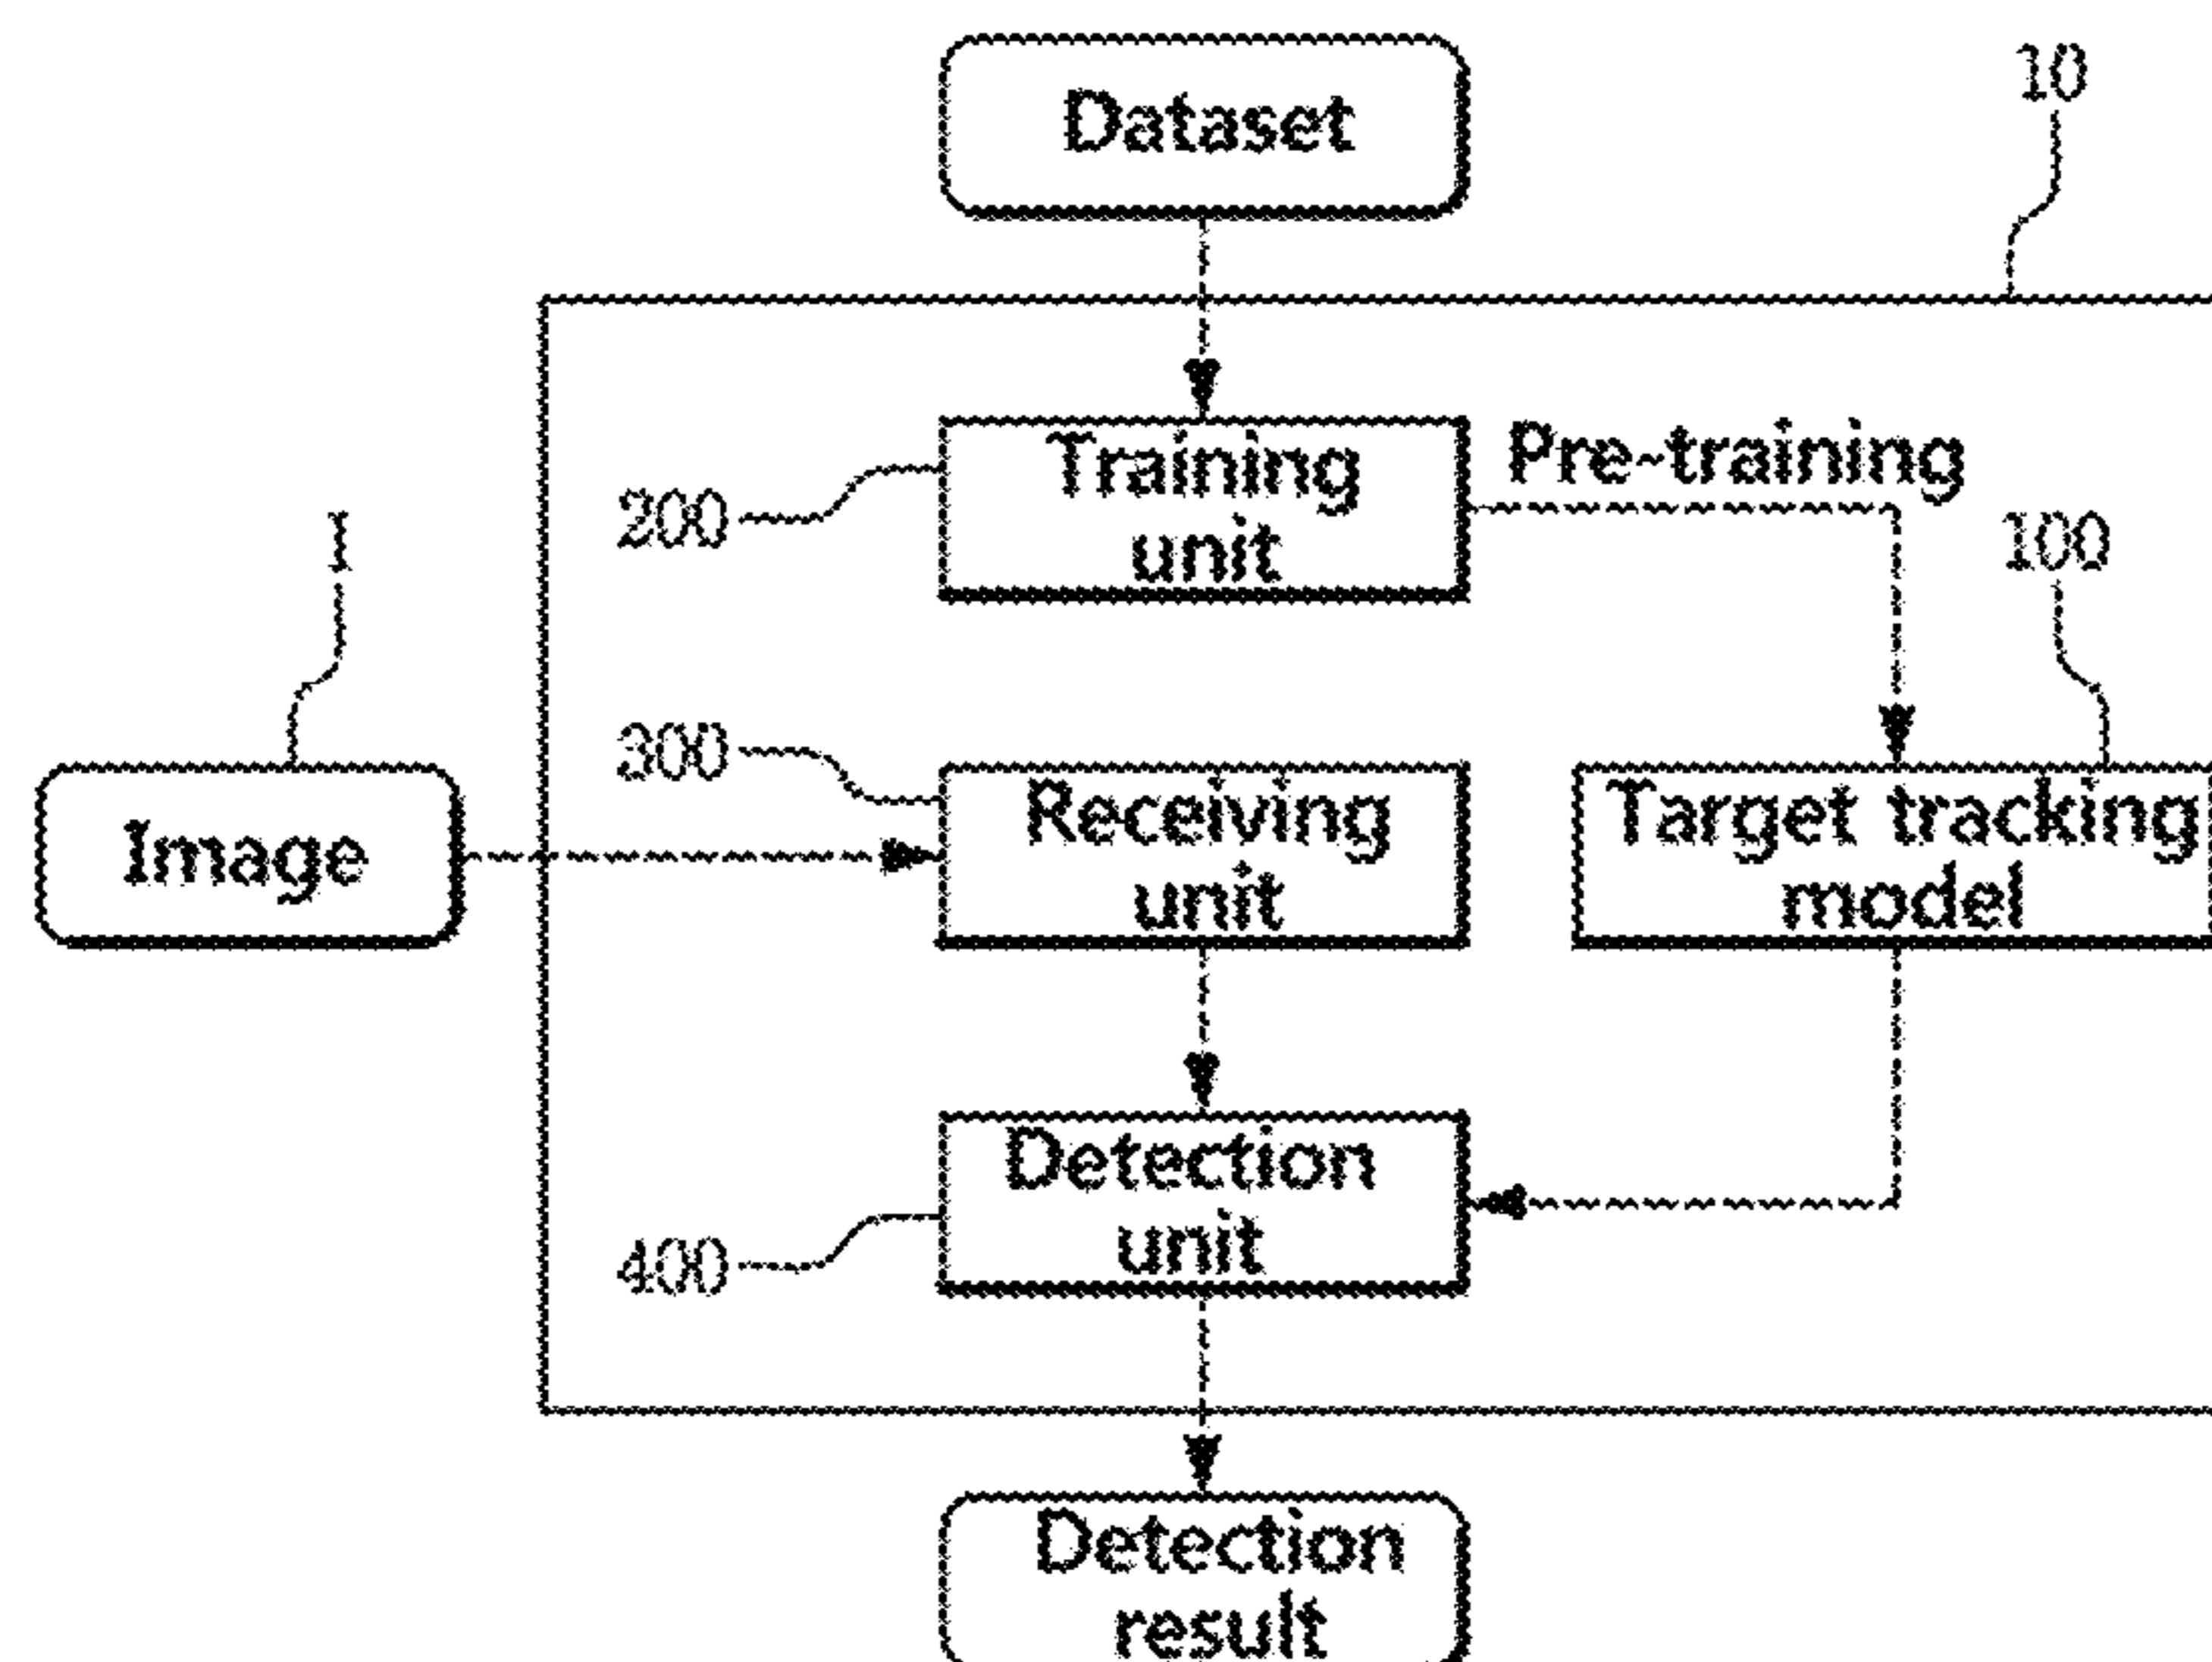 Dataset
10
Training
unit
Pre-training
200
100
I
300
Image
Receiving
unit
Target tracking
model
Detection
unit
400
Detection
result